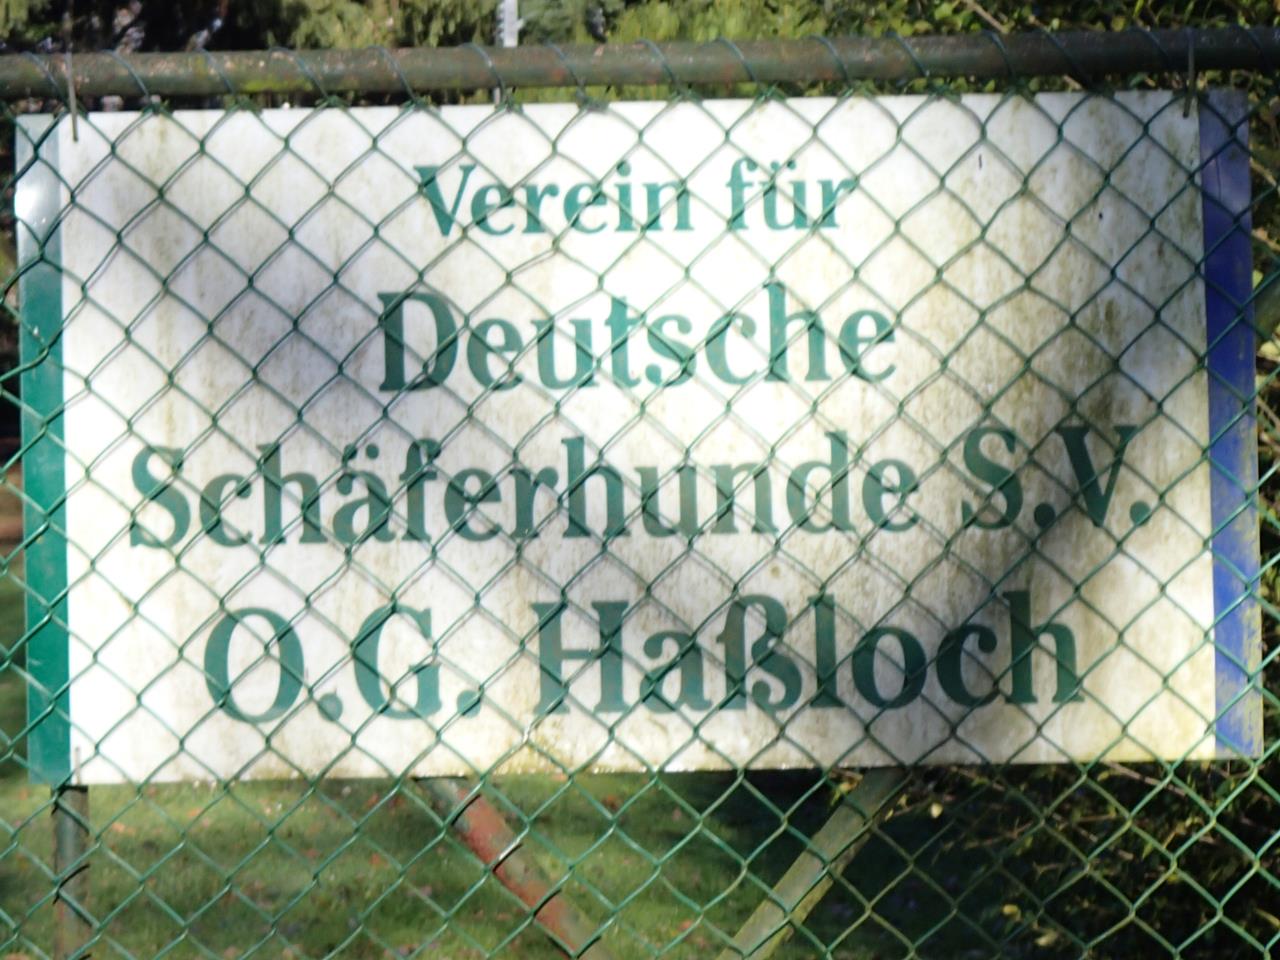 Verein für
Deutsche
Schäferhunde S.V.
O.G. Haßloch